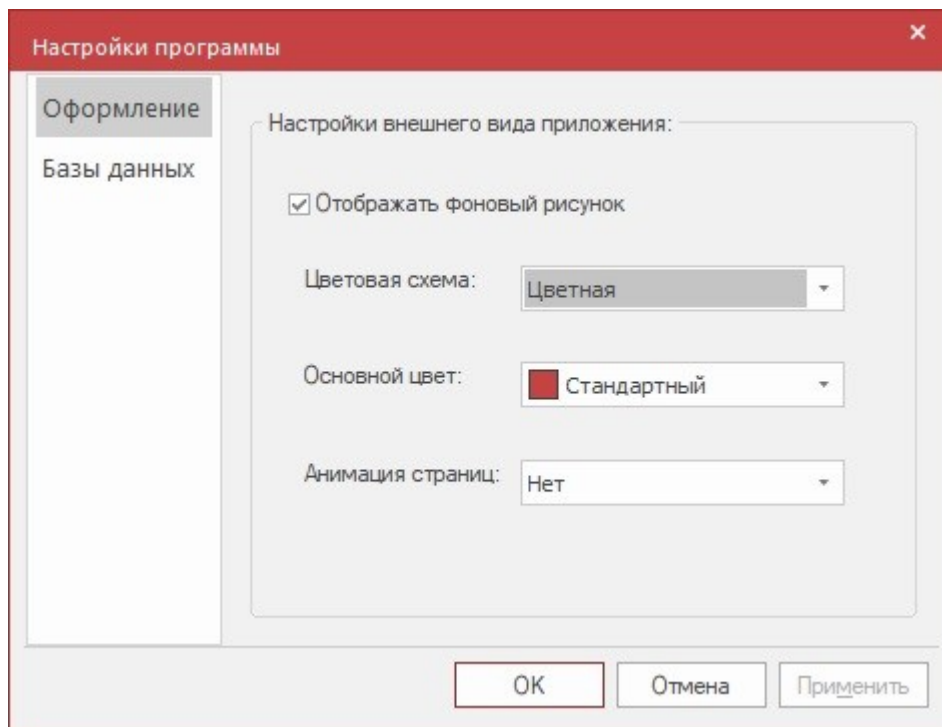 Настройки программы
Оформление
Базы данных
Настройки внешнего вида приложения:
Отображать фоновый рисунок
Цветовая схема:
Цветная
Основной цвет:
Стандартный
Анимация страниц:
Нет
OK
Отмена
Применить